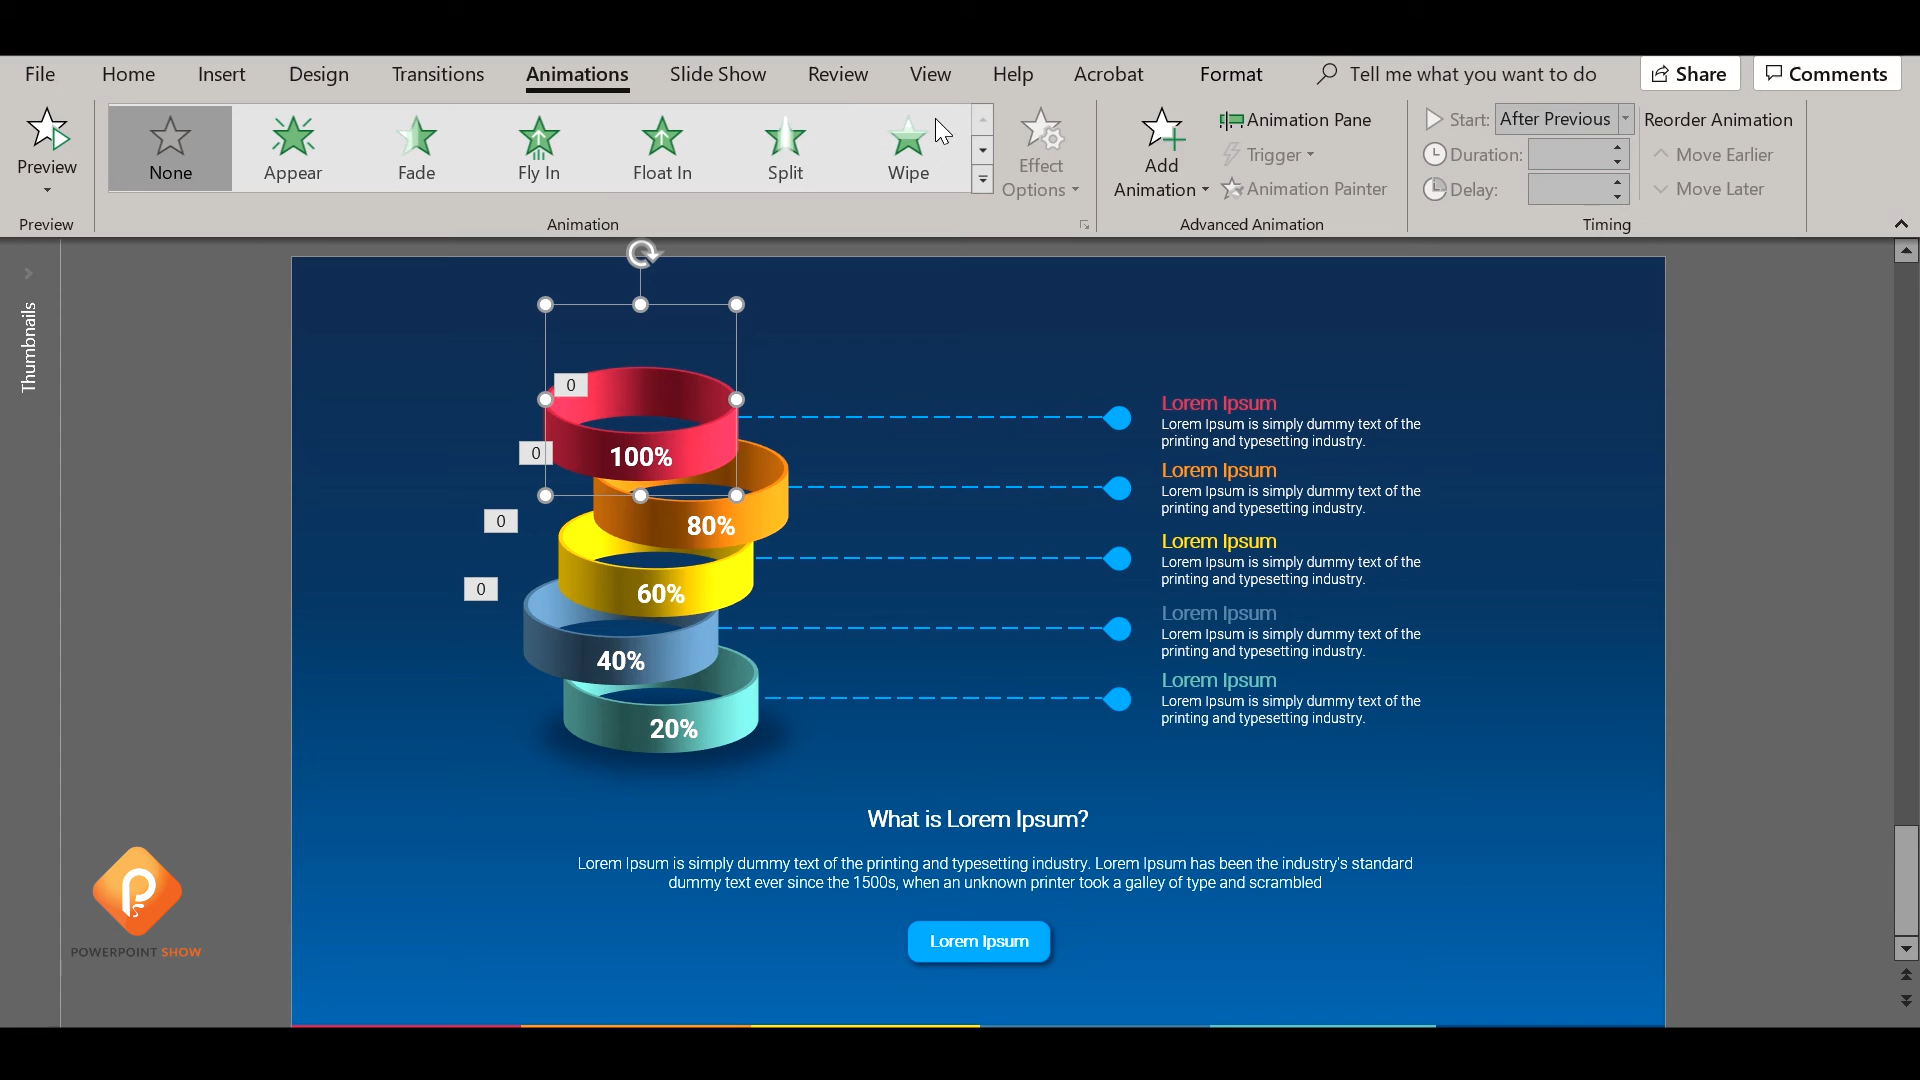 File Home Insert Design Transitions Animations Slide Show Review View Help Acrobat Format Tell me what you want to do Share Comments
Preview
None Appear Fade Fly In Float In Split Wipe
Effect Options
Add Animation
Animation Pane
Trigger
Animation Painter
Start: After Previous
Duration:
Delay:
Reorder Animation
Move Earlier
Move Later
Preview Animation Advanced Animation Timing
Thumbnails
0
0
0
0
100%
80%
60%
40%
20%
Lorem Ipsum
Lorem Ipsum is simply dummy text of the
printing and typesetting industry.
Lorem Ipsum
Lorem Ipsum is simply dummy text of the
printing and typesetting industry.
Lorem Ipsum
Lorem Ipsum is simply dummy text of the
printing and typesetting industry.
Lorem Ipsum
Lorem Ipsum is simply dummy text of the
printing and typesetting industry.
Lorem Ipsum
Lorem Ipsum is simply dummy text of the
printing and typesetting industry.
What is Lorem Ipsum?
Lorem Ipsum is simply dummy text of the printing and typesetting industry. Lorem Ipsum has been the industry's standard
dummy text ever since the 1500s, when an unknown printer took a galley of type and scrambled
Lorem Ipsum
POWERPOINT SHOW